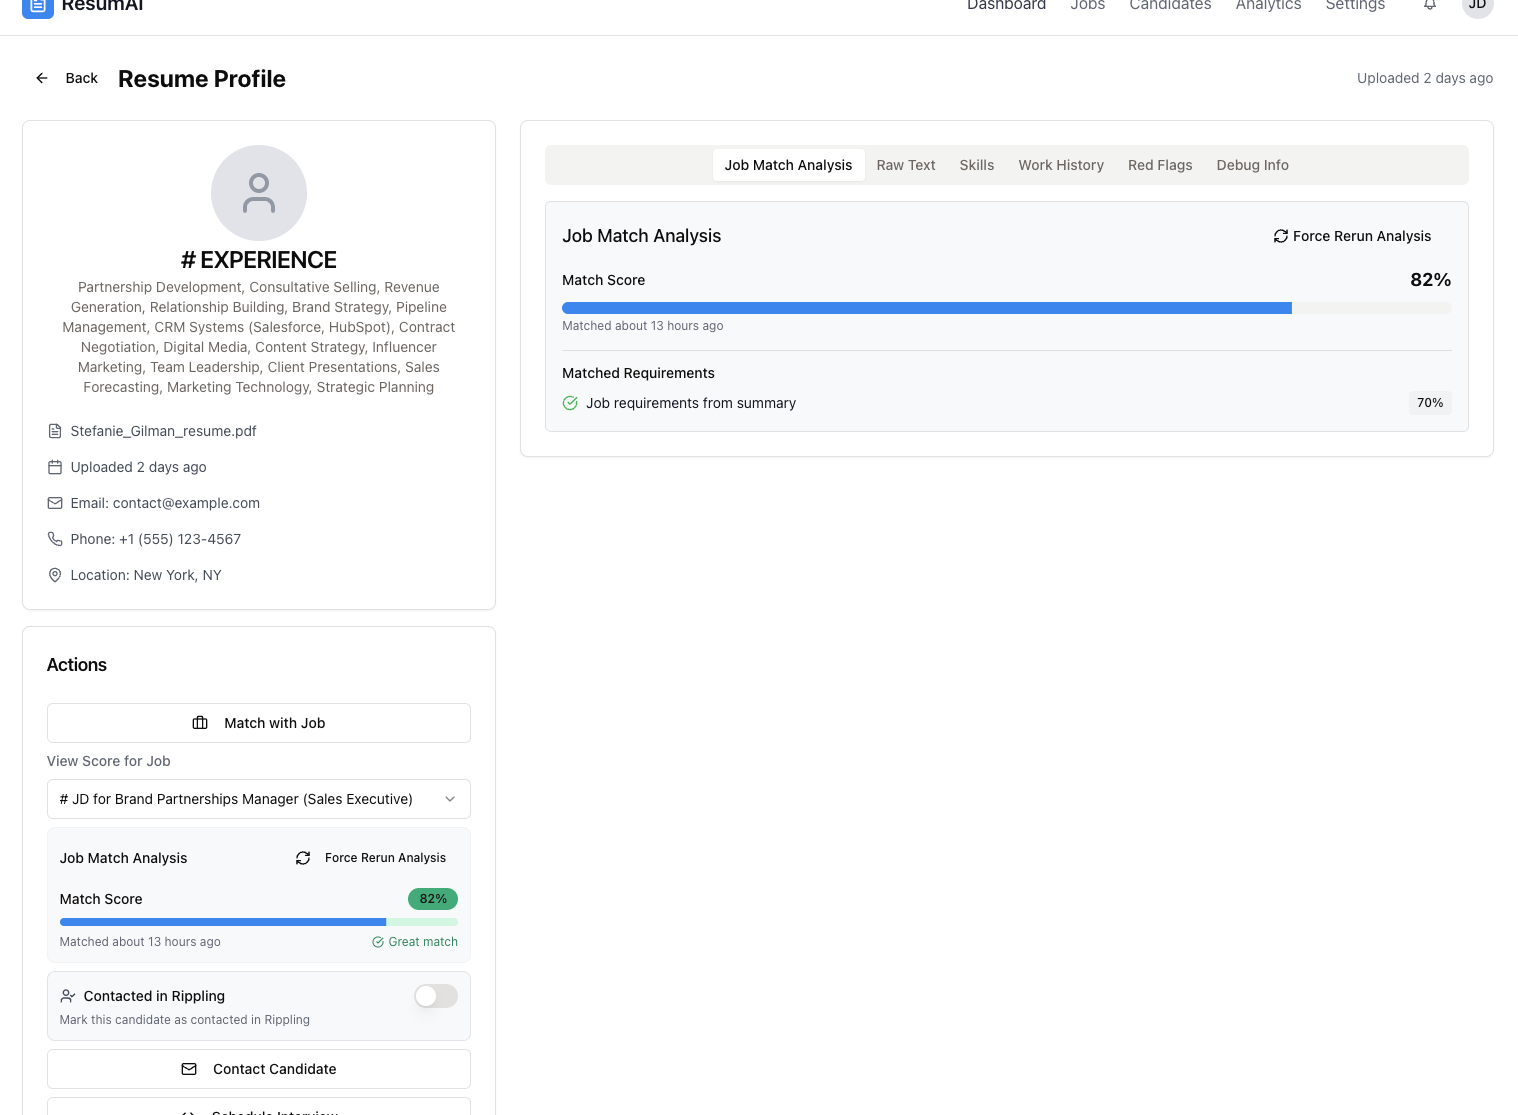 ResumAI
Dashboard
Jobs
Candidates
Analytics
Settings
JD
Back
Resume Profile
Uploaded 2 days ago
# EXPERIENCE
Partnership Development, Consultative Selling, Revenue
Generation, Relationship Building, Brand Strategy, Pipeline
Management, CRM Systems (Salesforce, HubSpot), Contract
Negotiation, Digital Media, Content Strategy, Influencer
Marketing, Team Leadership, Client Presentations, Sales
Forecasting, Marketing Technology, Strategic Planning
Stefanie_Gilman_resume.pdf
Uploaded 2 days ago
Email: contact@example.com
Phone: +1 (555) 123-4567
Location: New York, NY
Actions
Match with Job
View Score for Job
# JD for Brand Partnerships Manager (Sales Executive)
Job Match Analysis
Force Rerun Analysis
Match Score
82%
Matched about 13 hours ago
Great match
Contacted in Rippling
Mark this candidate as contacted in Rippling
Contact Candidate
Schedule Interview
Job Match Analysis
Raw Text
Skills
Work History
Red Flags
Debug Info
Job Match Analysis
Force Rerun Analysis
Match Score
82%
Matched about 13 hours ago
Matched Requirements
Job requirements from summary
70%